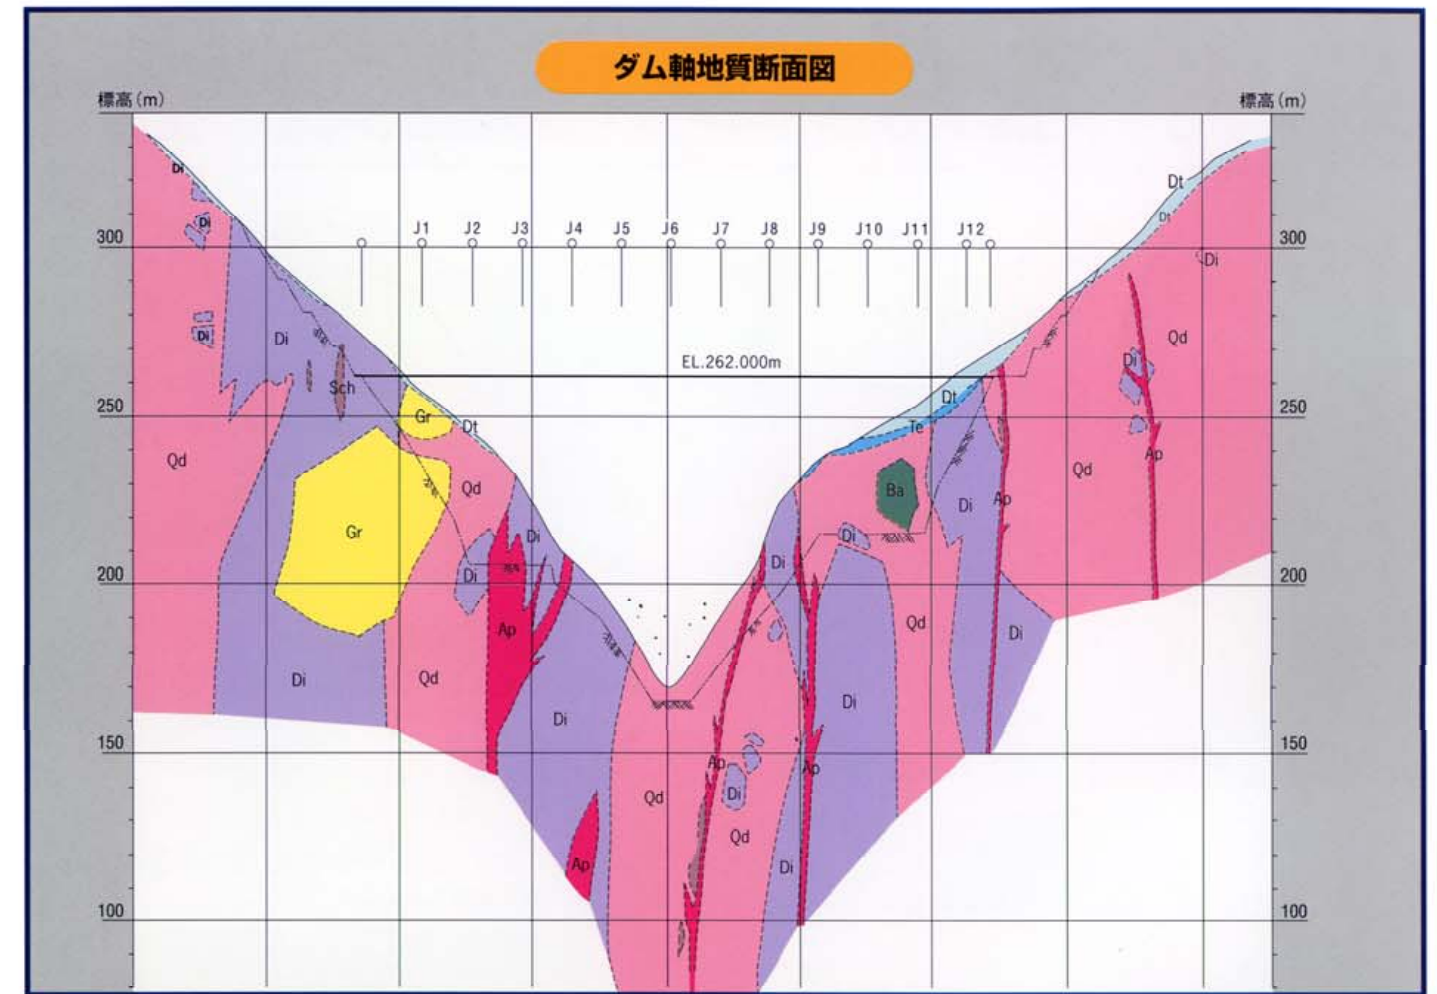 ダム軸地質断面図
標高(m) 標高(m)
Di
Dt
Di
Dt
J1 J2 J3 J4 J5 J6 J7 J8 J9 J10 J11 J12
300 300
Di
Di
Di
Qd
EL.262.000m
Di
Sch
Dt
250 Gr Dt 250
Te
Qd Qd Ap
Qd Ba Ap
Di
Gr Di Di
Di
Di
200 200
Qd
Ap Di
Di Qd Di
Di
150 150
Ap Ap
Qd Di
Qd
Ap Di
100 100